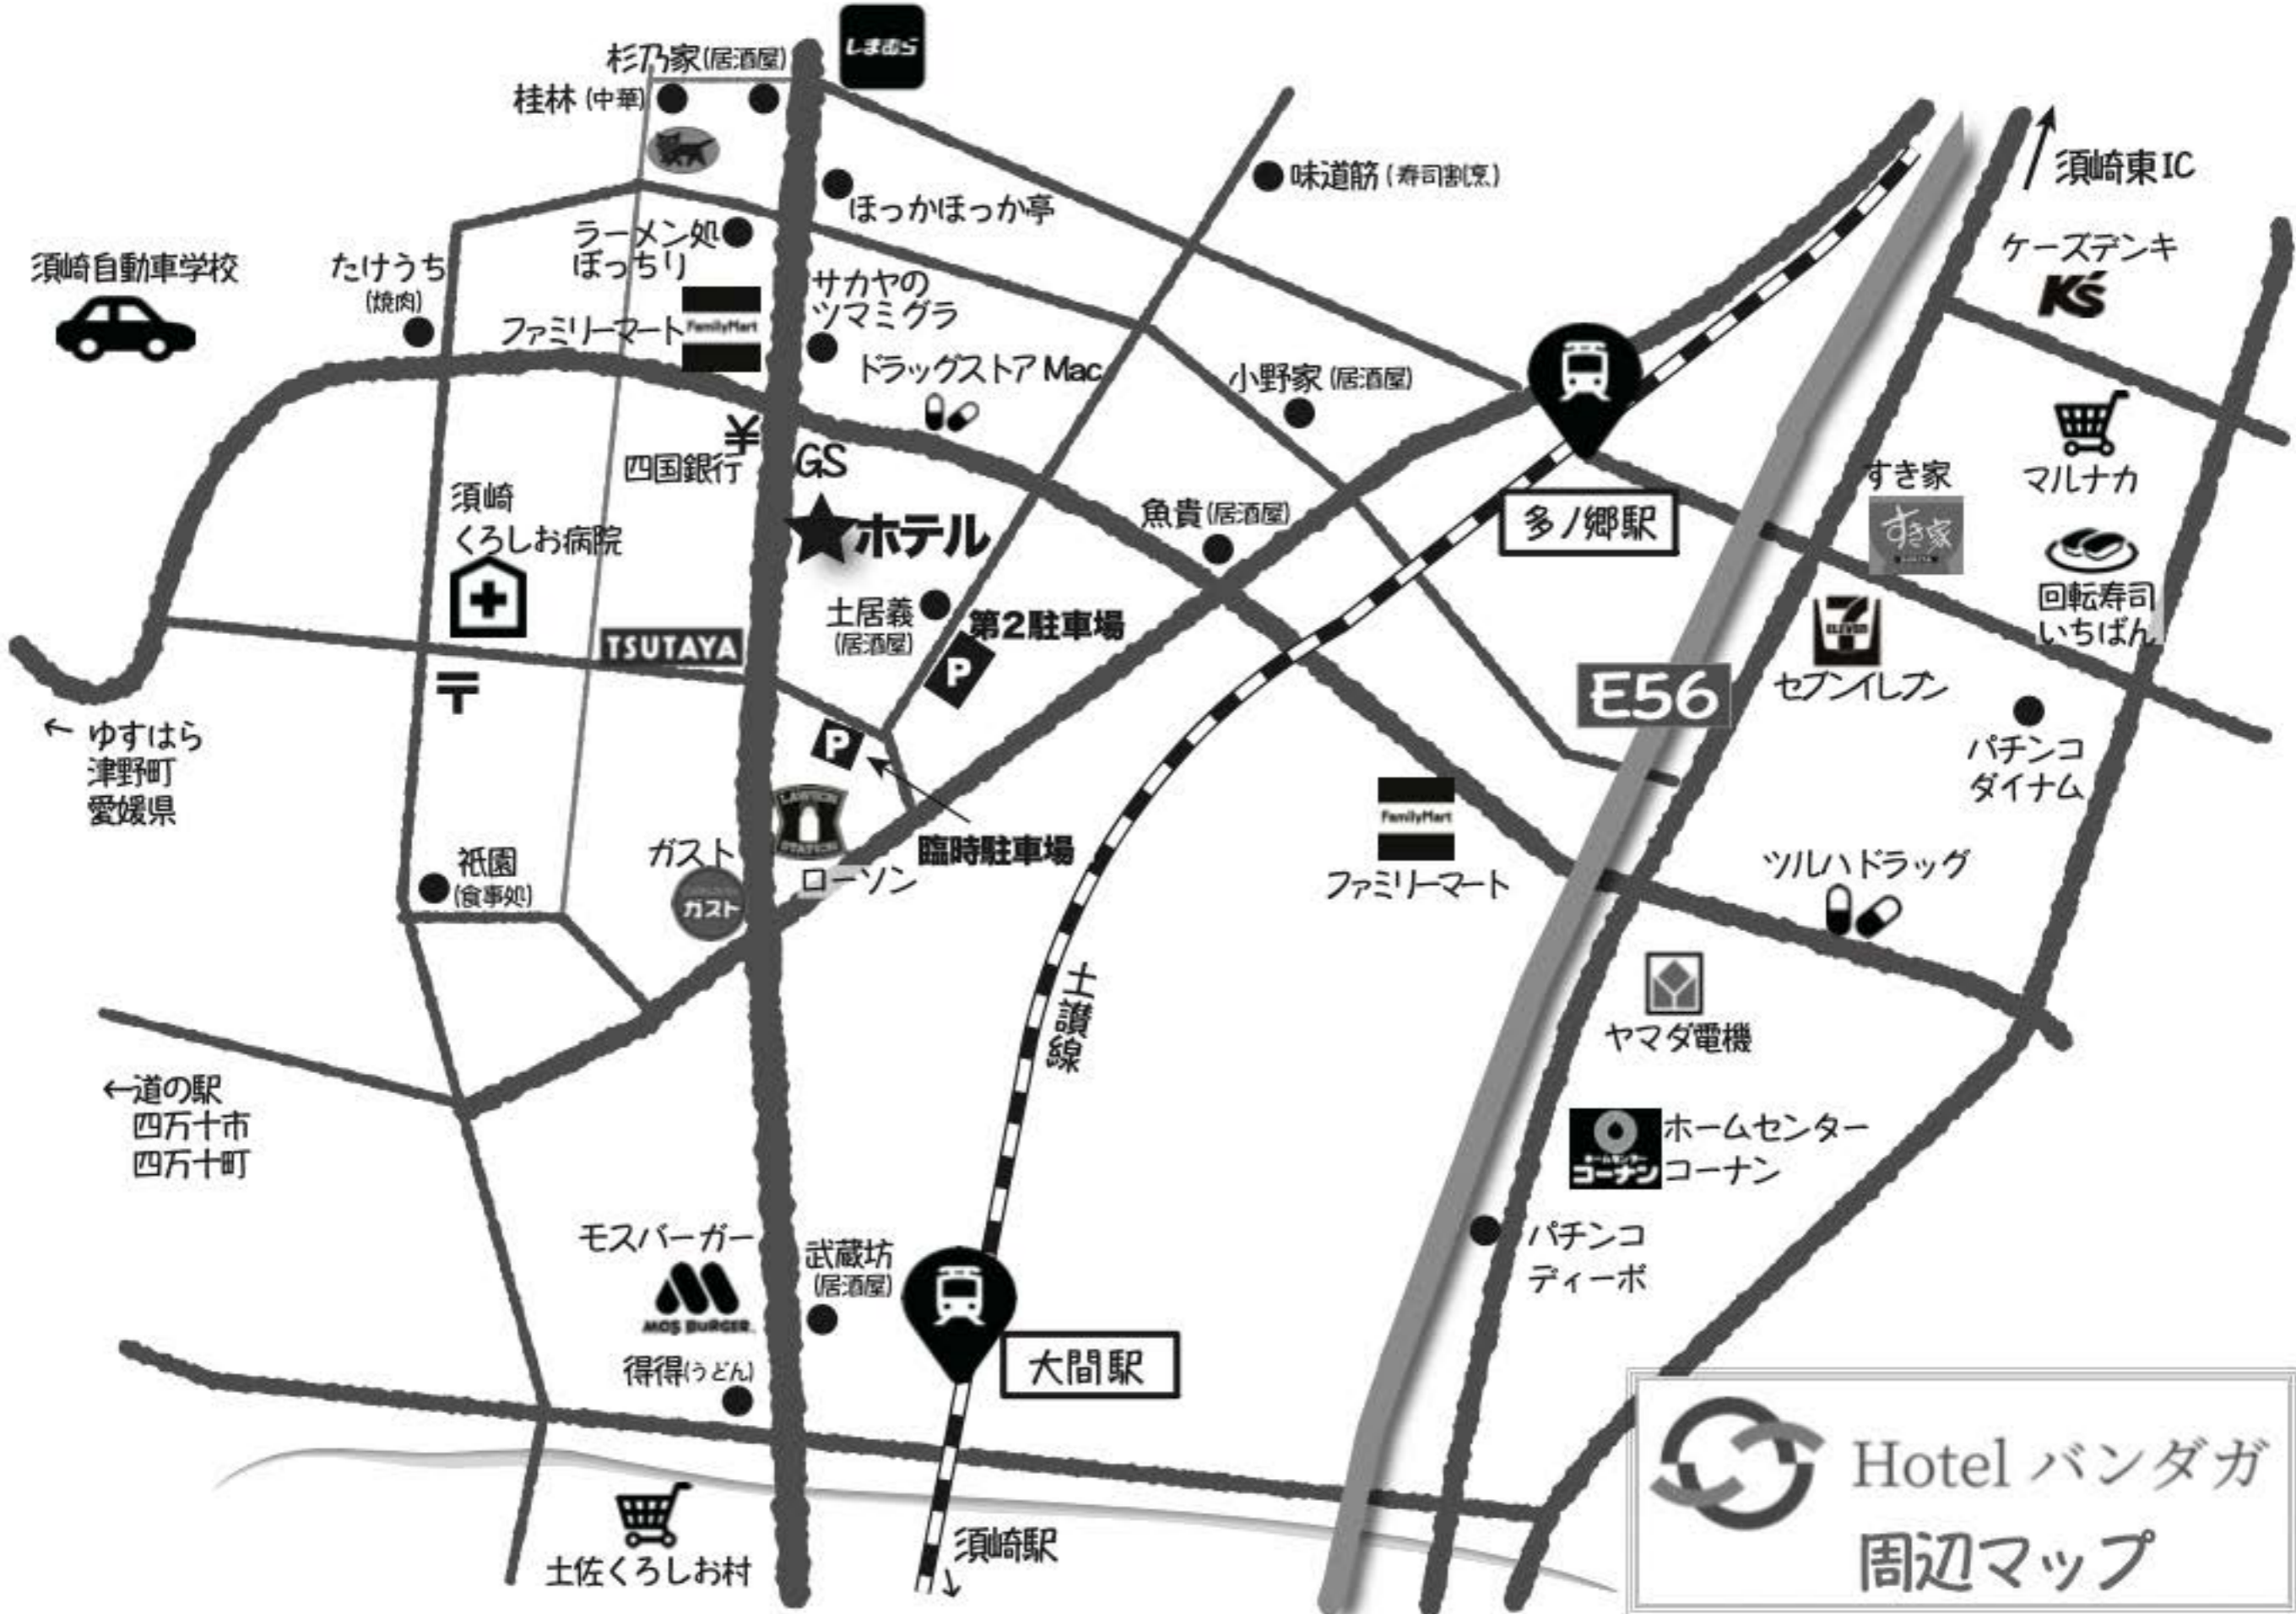 しまむら
杉乃家(居酒屋)
桂林 (中華)
ほっかほっか亭
味道筋 (寿司割烹)
須崎東IC
ケーズデンキ
K's
ラーメン処
ぼっちり
須崎自動車学校
たけうち
(焼肉)
ファミリーマート
FamilyMart
サカヤの
ツマミグラ
ドラッグストア Mac
小野家 (居酒屋)
¥
四国銀行
GS
ホテル
須崎
くろしお病院
魚貴(居酒屋)
多ノ郷駅
すき家
すき家
マルナカ
回転寿司
いちばん
土居義
(居酒屋)
第2駐車場
P
TSUTAYA
〒
E56
7
ELEVEN
セブンイレブン
パチンコ
ダイナム
← ゆすはら
津野町
愛媛県
P
臨時駐車場
LAWSON
STATION
ローソン
ガスト
ガスト
祇園
(食事処)
FamilyMart
ファミリーマート
ツルハドラッグ
土讃線
ヤマダ電機
←道の駅
四万十市
四万十町
ホームセンター
コーナン
ホームセンター
コーナン
パチンコ
ディーボ
モスバーガー
MOS BURGER
武蔵坊
(居酒屋)
得得(うどん)
大間駅
土佐くろしお村
須崎駅
↓
Hotel バンダガ
周辺マップ